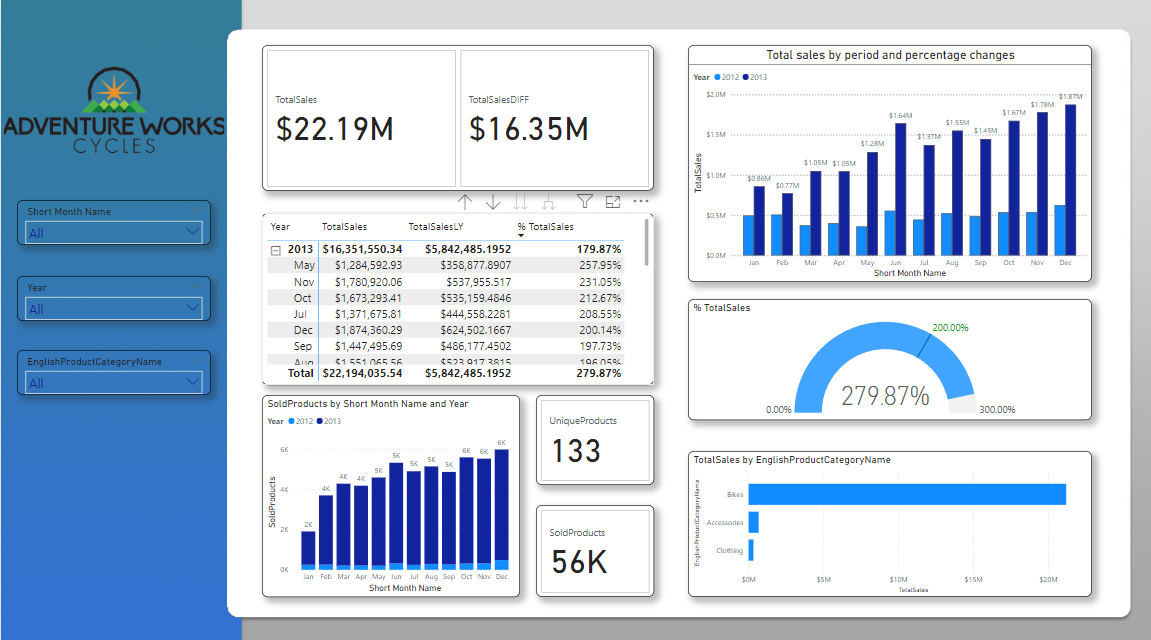 ADVENTURE WORKS
CYCLES
Short Month Name
All
Year
All
EnglishProductCategoryName
All
TotalSales
$22.19M
TotalSalesDIFF
$16.35M
Year TotalSales TotalSalesLY % TotalSales
2013 $16,351,550.34 $5,842,485.1952 179.87%
May $1,284,592.93 $358,877.8907 257.95%
Nov $1,780,920.06 $537,955.517 231.05%
Oct $1,673,293.41 $535,159.4846 212.67%
Jul $1,371,675.81 $444,558.2281 208.55%
Dec $1,874,360.29 $624,502.1667 200.14%
Sep $1,447,495.69 $486,177.4502 197.73%
Aug $1,551,065.56 $523,917.3815 196.05%
Total $22,194,035.54 $5,842,485.1952 279.87%
SoldProducts by Short Month Name and Year
Year 2012 2013
SoldProducts
6K
4K
2K
0K
2K 4K 4K 4K 5K 5K 5K 5K 5K 6K 6K 6K
Jan Feb Mar Apr May Jun Jul Aug Sep Oct Nov Dec
Short Month Name
UniqueProducts
133
SoldProducts
56K
Total sales by period and percentage changes
Year 2012 2013
TotalSales
$2.0M
$1.5M
$1.0M
$0.5M
$0.0M
$0.86M $0.77M $1.05M $1.05M $1.28M $1.64M $1.37M $1.55M $1.45M $1.67M $1.78M $1.87M
Jan Feb Mar Apr May Jun Jul Aug Sep Oct Nov Dec
Short Month Name
% TotalSales
200.00%
279.87%
0.00%
300.00%
TotalSales by EnglishProductCategoryName
EnglishProductCategoryName
Bikes
Accessories
Clothing
$0M $5M $10M $15M $20M
TotalSales